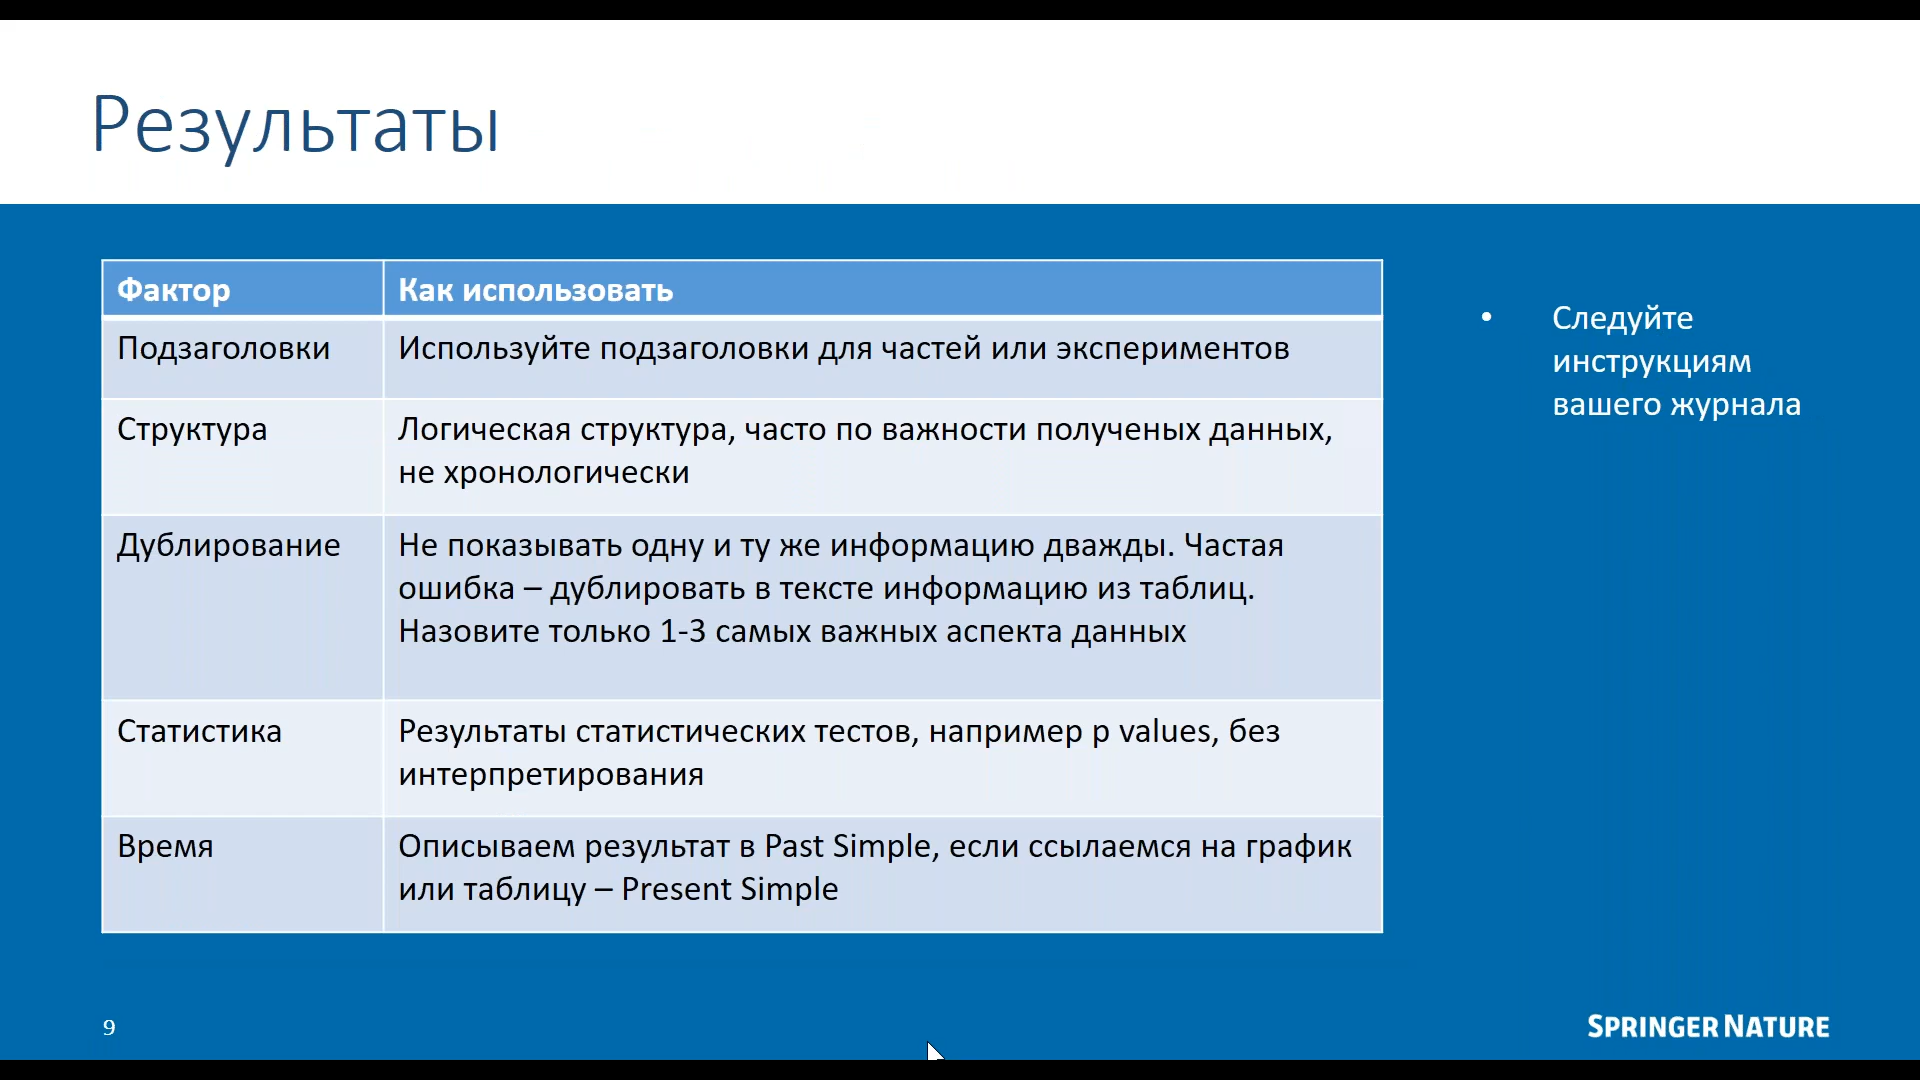 Результаты
Фактор
Как использовать
Подзаголовки
Используйте подзаголовки для частей или экспериментов
Структура
Логическая структура, часто по важности полученых данных,
не хронологически
Дублирование
Не показывать одну и ту же информацию дважды. Частая
ошибка – дублировать в тексте информацию из таблиц.
Назовите только 1-3 самых важных аспекта данных
Статистика
Результаты статистических тестов, например p values, без
интерпретирования
Время
Описываем результат в Past Simple, если ссылаемся на график
или таблицу – Present Simple
• Следуйте
инструкциям
вашего журнала
9
SPRINGER NATURE